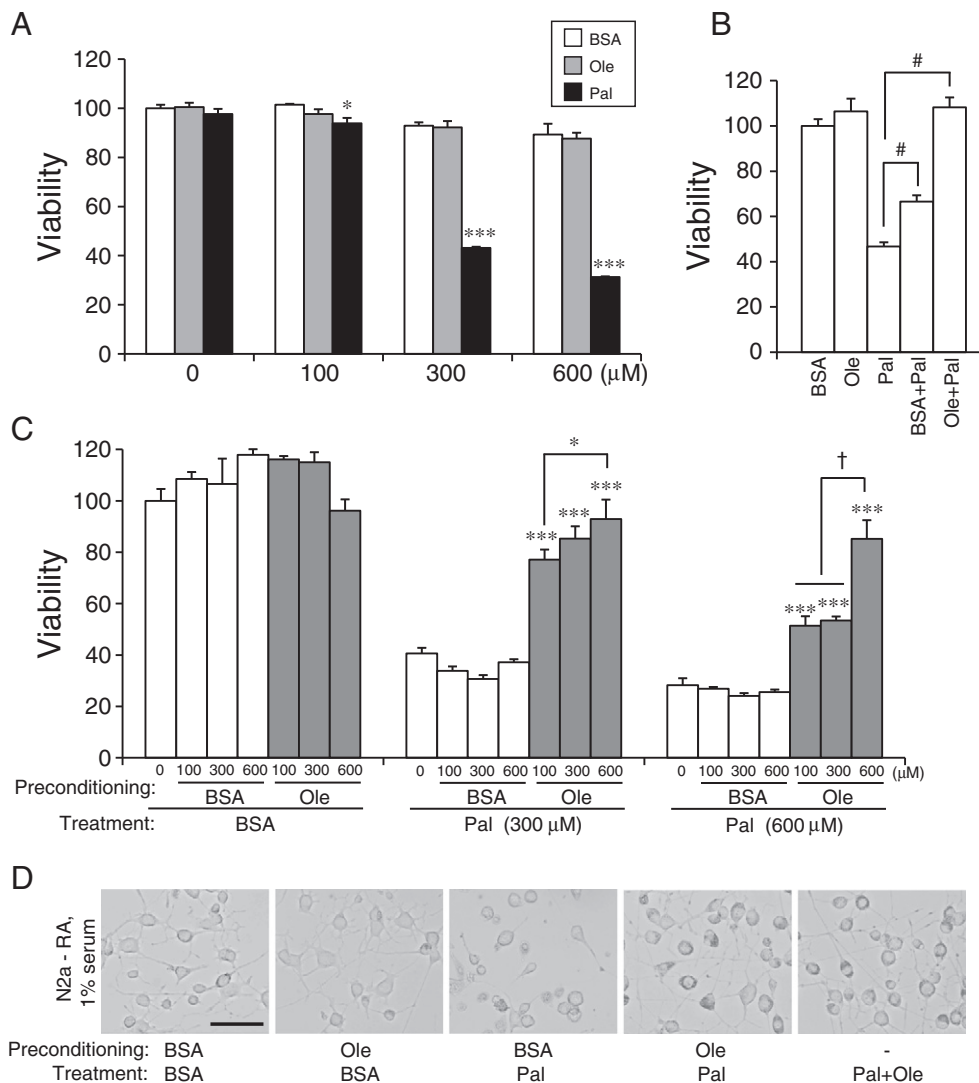 A
BSA
Ole
Pal
Viability
120
100
80
60
40
20
0
*
***
***
0 100 300 600 (μM)
B
Viability
120
100
80
60
40
20
0
#
#
BSA
Ole
Pal
BSA+Pal
Ole+Pal
C
Viability
120
100
80
60
40
20
0
*
*** *** ***
†
*** *** ***
0 100 300 600 100 300 600 0 100 300 600 100 300 600 0 100 300 600 100 300 600 (μM)
Preconditioning: BSA Ole BSA Ole BSA Ole
Treatment: BSA Pal (300 μM) Pal (600 μM)
D
N2a - RA,
1% serum
Preconditioning: BSA Ole BSA Ole -
Treatment: BSA BSA Pal Pal Pal+Ole